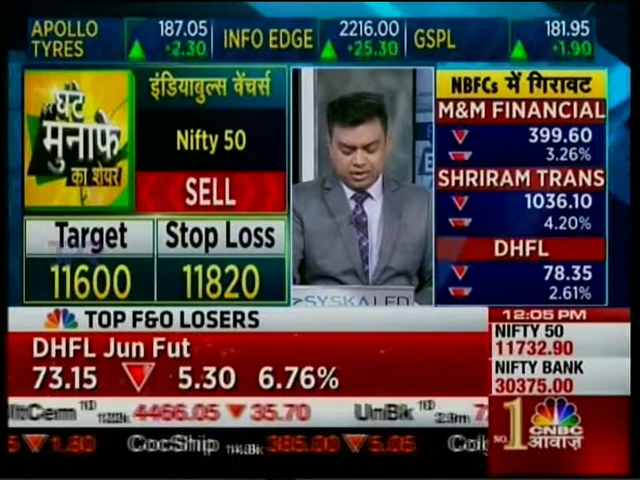 APOLLO TYRES 187.05 +2.30 INFO EDGE 2216.00 +25.30 GSPL 181.95 +1.90
घंटे
मुनाफे
का शेयर
इंडियाबुल्स वेंचर्स
Nifty 50
SELL
Target Stop Loss
11600 11820
SYSKA LED
NBFCs में गिरावट
M&M FINANCIAL
399.60
3.26%
SHRIRAM TRANS
1036.10
4.20%
DHFL
78.35
2.61%
TOP F&O LOSERS
DHFL Jun Fut
73.15 5.30 6.76%
12:05 PM
NIFTY 50
11732.90
NIFTY BANK
30375.00
ltCem 4466.05 35.70 UnBk
1.80 CocShip 385.00 5.05 Colg
NO. 1 CNBC
आवाज़